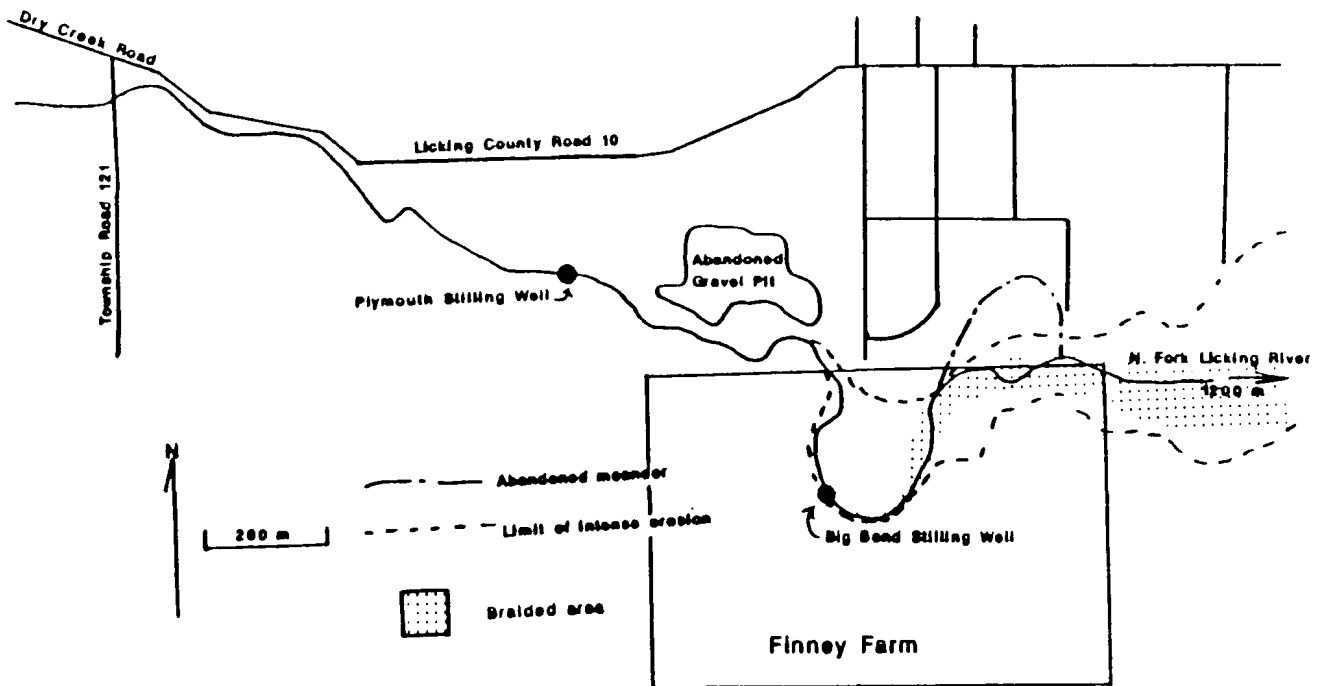 Dry Creek Road
Licking County Road 10
Township Road 121
Abandoned
Gravel Pit
Plymouth Stilling Well
N. Fork Licking River
1200 m
N
Abandoned meander
200 m
Limit of intense erosion
Big Bend Stilling Well
Braided area
Finney Farm